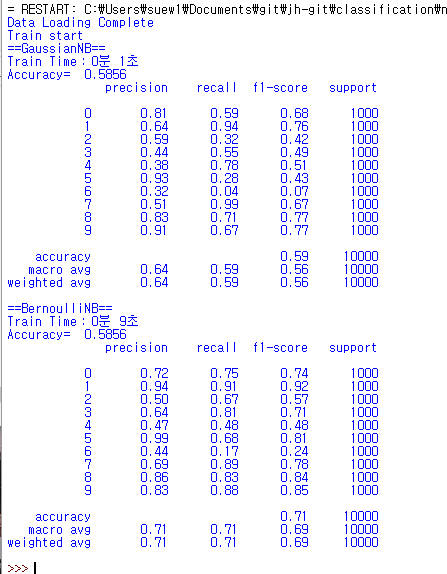 = RESTART: C:₩Users₩suew1₩Documents₩git₩jh-git₩classification₩n
Data Loading Complete
Train start
==GaussianNB==
Train Time : 0분 1초
Accuracy=  0.5856
precision recall f1-score support
0 0.81 0.59 0.68 1000
1 0.64 0.94 0.76 1000
2 0.59 0.32 0.42 1000
3 0.44 0.55 0.49 1000
4 0.38 0.78 0.51 1000
5 0.93 0.28 0.43 1000
6 0.32 0.04 0.07 1000
7 0.51 0.99 0.67 1000
8 0.83 0.71 0.77 1000
9 0.91 0.67 0.77 1000
accuracy 0.59 10000
macro avg 0.64 0.59 0.56 10000
weighted avg 0.64 0.59 0.56 10000
==BernoulliNB==
Train Time : 0분 9초
Accuracy=  0.5856
precision recall f1-score support
0 0.72 0.75 0.74 1000
1 0.94 0.91 0.92 1000
2 0.50 0.67 0.57 1000
3 0.64 0.81 0.71 1000
4 0.47 0.48 0.48 1000
5 0.99 0.68 0.81 1000
6 0.44 0.17 0.24 1000
7 0.69 0.89 0.78 1000
8 0.86 0.83 0.84 1000
9 0.83 0.88 0.85 1000
accuracy 0.71 10000
macro avg 0.71 0.71 0.69 10000
weighted avg 0.71 0.71 0.69 10000
>>>